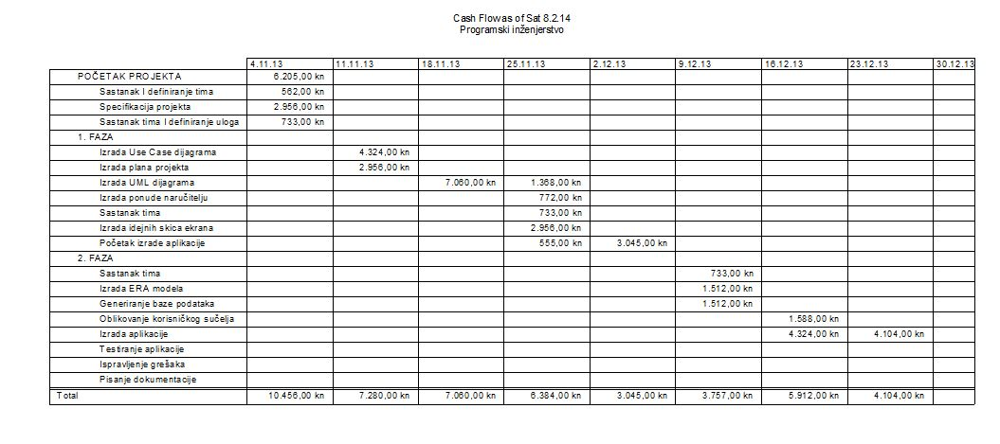 Cash Flow as of Sat 8.2.14
Programski inženjerstvo
4.11.13 11.11.13 18.11.13 25.11.13 2.12.13 9.12.13 16.12.13 23.12.13 30.12.13
POČETAK PROJEKTA 6.205,00 kn
Sastanak I definiranje tima 562,00 kn
Specifikacija projekta 2.956,00 kn
Sastanak tima I definiranje uloga 733,00 kn
1. FAZA
Izrada Use Case dijagrama 4.324,00 kn
Izrada plana projekta 2.956,00 kn
Izrada UML dijagrama 7.060,00 kn 1.368,00 kn
Izrada ponude naručitelju 772,00 kn
Sastanak tima 733,00 kn
Izrada idejnih skica ekrana 2.956,00 kn
Početak izrade aplikacije 555,00 kn 3.045,00 kn
2. FAZA
Sastanak tima 733,00 kn
Izrada ERA modela 1.512,00 kn
Generiranje baze podataka 1.512,00 kn
Oblikovanje korisničkog sučelja 1.588,00 kn
Izrada aplikacije 4.324,00 kn 4.104,00 kn
Testiranje aplikacije
Ispravljenje grešaka
Pisanje dokumentacije
Total 10.456,00 kn 7.280,00 kn 7.060,00 kn 6.384,00 kn 3.045,00 kn 3.757,00 kn 5.912,00 kn 4.104,00 kn